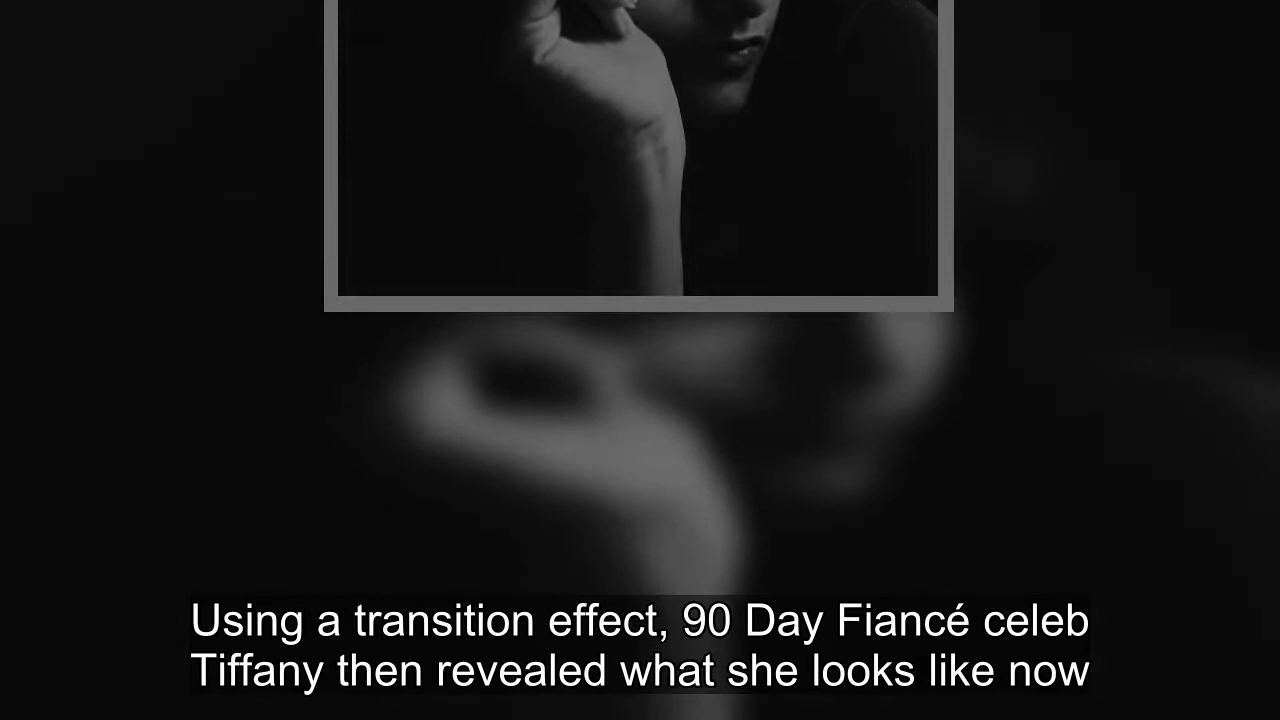 Using a transition effect, 90 Day Fiancé celeb
Tiffany then revealed what she looks like now